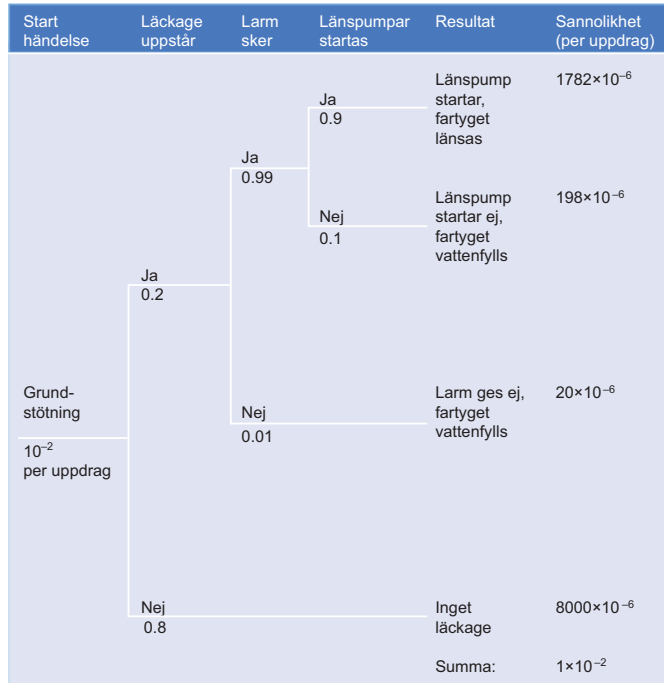 Start händelse
Läckage uppstår
Larm sker
Länspumpar startas
Resultat
Sannolikhet (per uppdrag)
Länspump
startar,
fartyget
länsas
1782×10⁻⁶
Ja
0.9
Ja
0.99
Länspump
startar ej,
fartyget
vattenfylls
198×10⁻⁶
Nej
0.1
Ja
0.2
Grund-
stötning
10⁻²
per uppdrag
Larm ges ej,
fartyget
vattenfylls
20×10⁻⁶
Nej
0.01
Nej
0.8
Inget
läckage
8000×10⁻⁶
Summa:
1×10⁻²